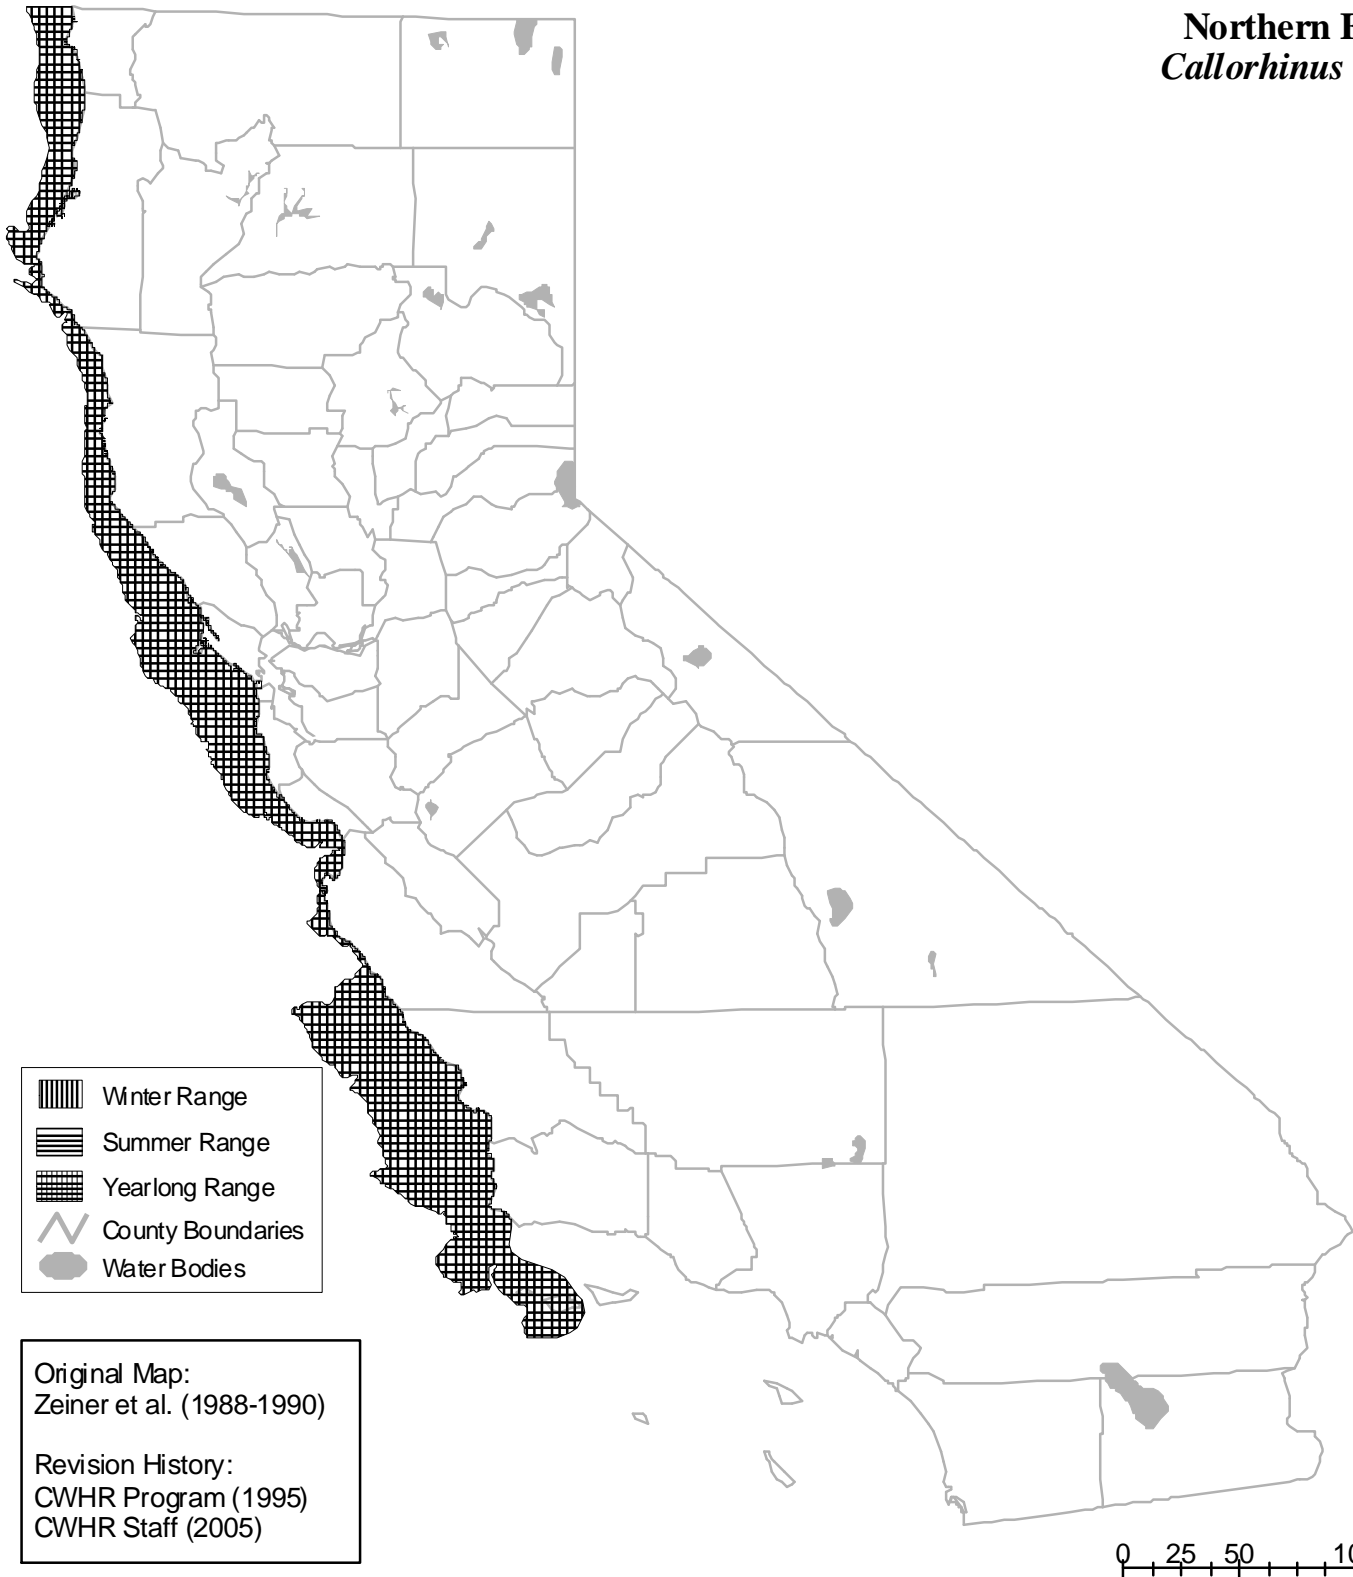 Northern
Callorhinus
Winter Range
Summer Range
Yearlong Range
County Boundaries
Water Bodies
Original Map:
Zeiner et al. (1988-1990)
Revision History:
CWHR Program (1995)
CWHR Staff (2005)
0 25 50